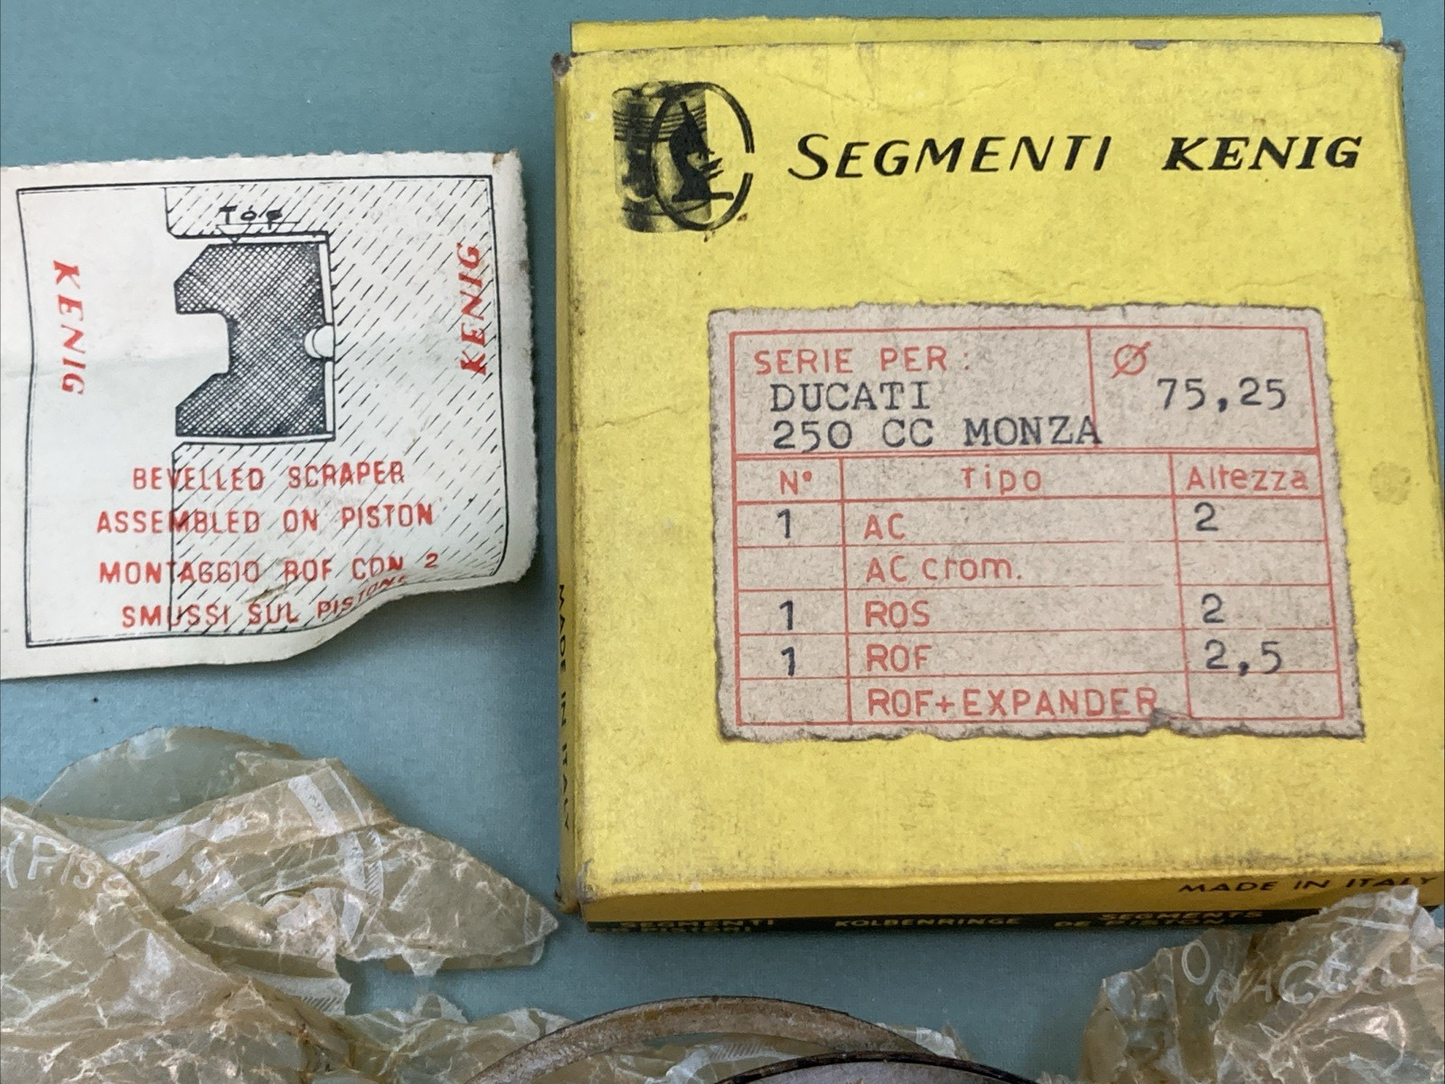 Top
KENIG
KENIG
BEVELLED SCRAPER
ASSEMBLED ON PISTON
MONTAGGIO ROF CON 2
SMUSSI SUL PISTONE
SEGMENTI KENIG
SERIE PER: Ø
DUCATI 75,25
250 CC MONZA
N° Tipo Altezza
1 AC 2
AC crom.
1 ROS 2
1 ROF 2,5
ROF+EXPANDER
MADE IN ITALY
MADE IN ITALY
SEGMENTI KOLBENRINGE SEGMENTS